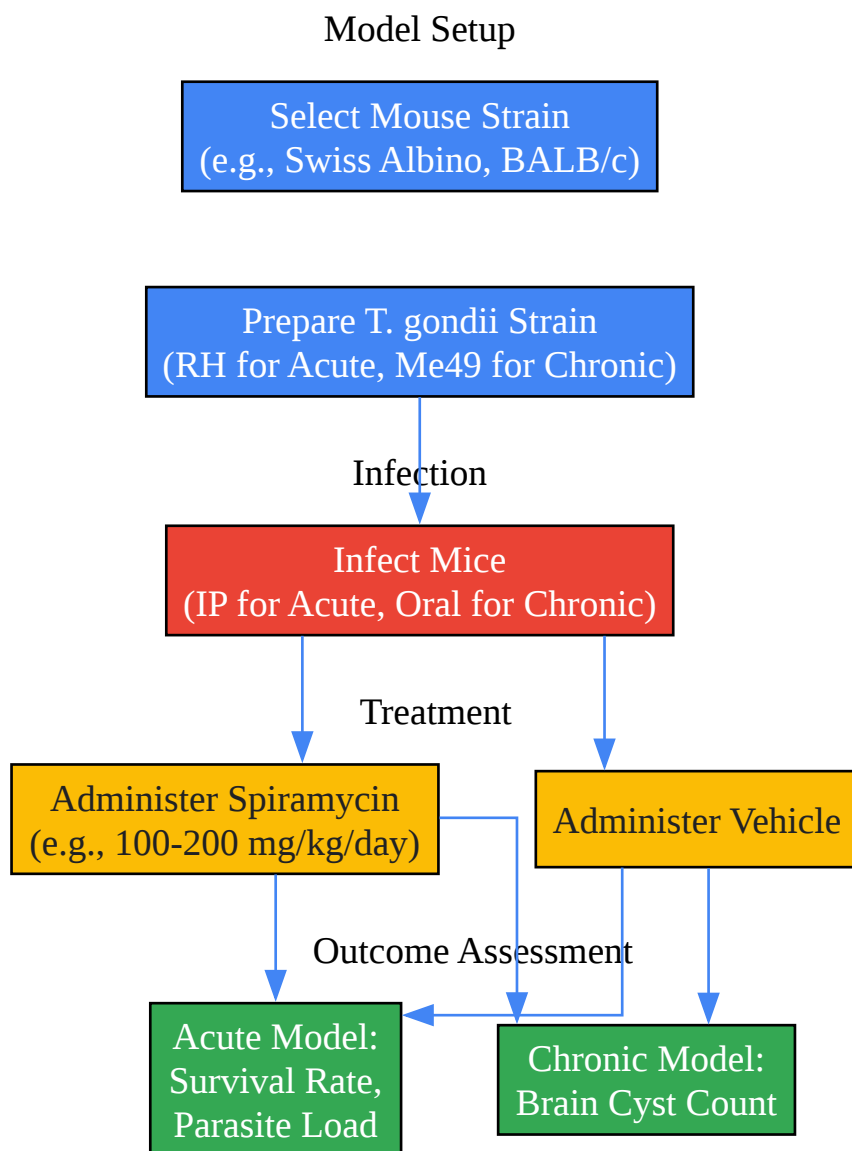 Model Setup
Select Mouse Strain
(e.g., Swiss Albino, BALB/c)
Prepare T. gondii Strain
(RH for Acute, Me49 for Chronic)
Infection
Infect Mice
(IP for Acute, Oral for Chronic)
Treatment
Administer Spiramycin
(e.g., 100-200 mg/kg/day)
Administer Vehicle
Outcome Assessment
Acute Model:
Survival Rate,
Parasite Load
Chronic Model:
Brain Cyst Count